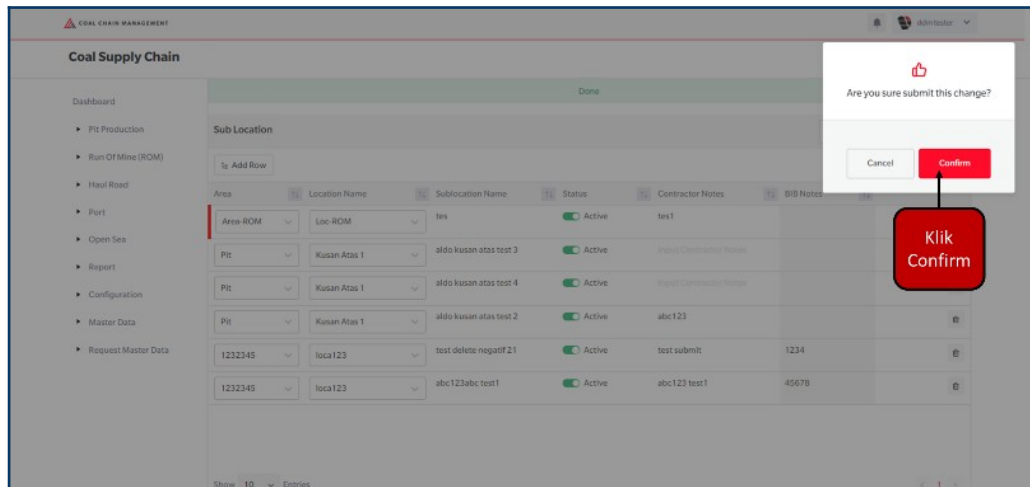 COAL CHAIN MANAGEMENT
ddm testar
Coal Supply Chain
Are you sure submit this change?
Cancel Confirm
Klik
Confirm
Dashboard
Pit Production
Run Of Mine (ROM)
Haul Road
Port
Open Sea
Report
Configuration
Master Data
Request Master Data
Done
Sub Location
Add Row
Area Location Name Sublocation Name Status Contractor Notes BIB Notes
Area-ROM Loc-ROM tes Active tes1
Pit Kusan Atas 1 aldo kusan atas test 3 Active Input Contractor Notes
Pit Kusan Atas 1 aldo kusan atas test 4 Active Input Contractor Notes
Pit Kusan Atas 1 aldo kusan atas test 2 Active abc123
1232345 loca123 test delete negatif 21 Active test submit 1234
1232345 loca123 abc123abc test1 Active abc123 test1 45678
Show 10 Entries
1